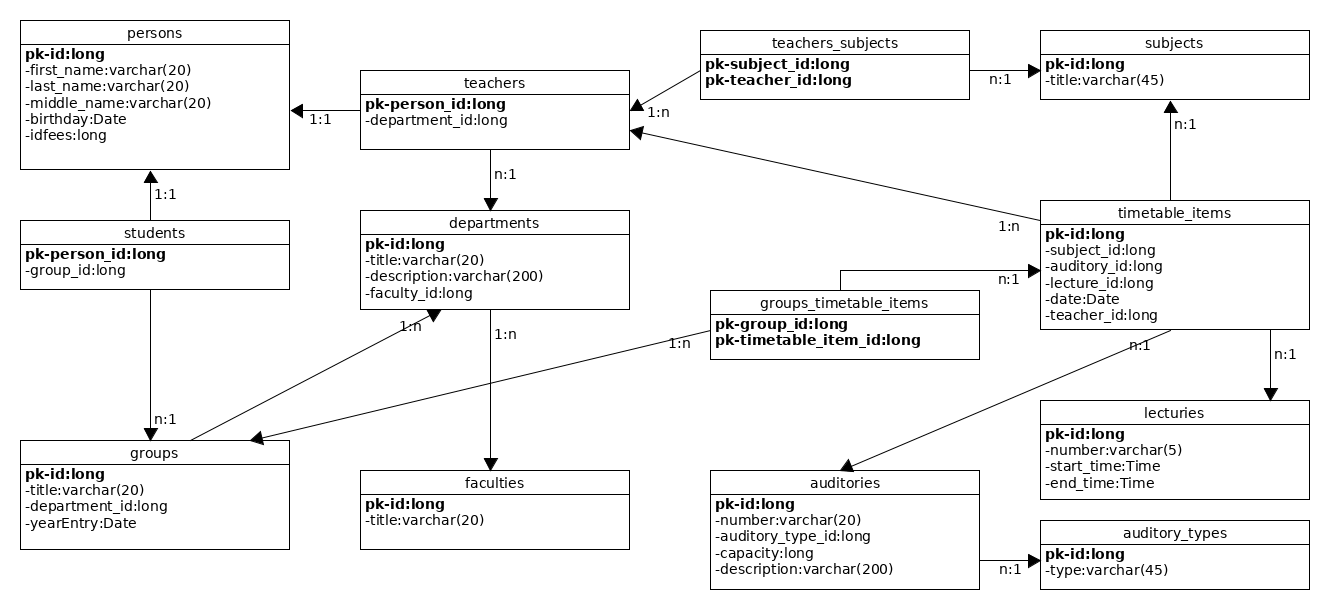 persons
pk-id:long
-first_name:varchar(20)
-last_name:varchar(20)
-middle_name:varchar(20)
-birthday:Date
-idfees:long
1:1
teachers
pk-person_id:long
-department_id:long
teachers_subjects
pk-subject_id:long
pk-teacher_id:long
1:n
n:1
subjects
pk-id:long
-title:varchar(45)
n:1
1:1
students
pk-person_id:long
-group_id:long
n:1
n:1
departments
pk-id:long
-title:varchar(20)
-description:varchar(200)
-faculty_id:long
1:n
1:n
1:n
timetable_items
pk-id:long
-subject_id:long
-auditory_id:long
-lecture_id:long
-date:Date
-teacher_id:long
n:1
groups_timetable_items
pk-group_id:long
pk-timetable_item_id:long
1:n
n:1
n:1
lecturies
pk-id:long
-number:varchar(5)
-start_time:Time
-end_time:Time
groups
pk-id:long
-title:varchar(20)
-department_id:long
-yearEntry:Date
faculties
pk-id:long
-title:varchar(20)
auditories
pk-id:long
-number:varchar(20)
-auditory_type_id:long
-capacity:long
-description:varchar(200)
n:1
auditory_types
pk-id:long
-type:varchar(45)